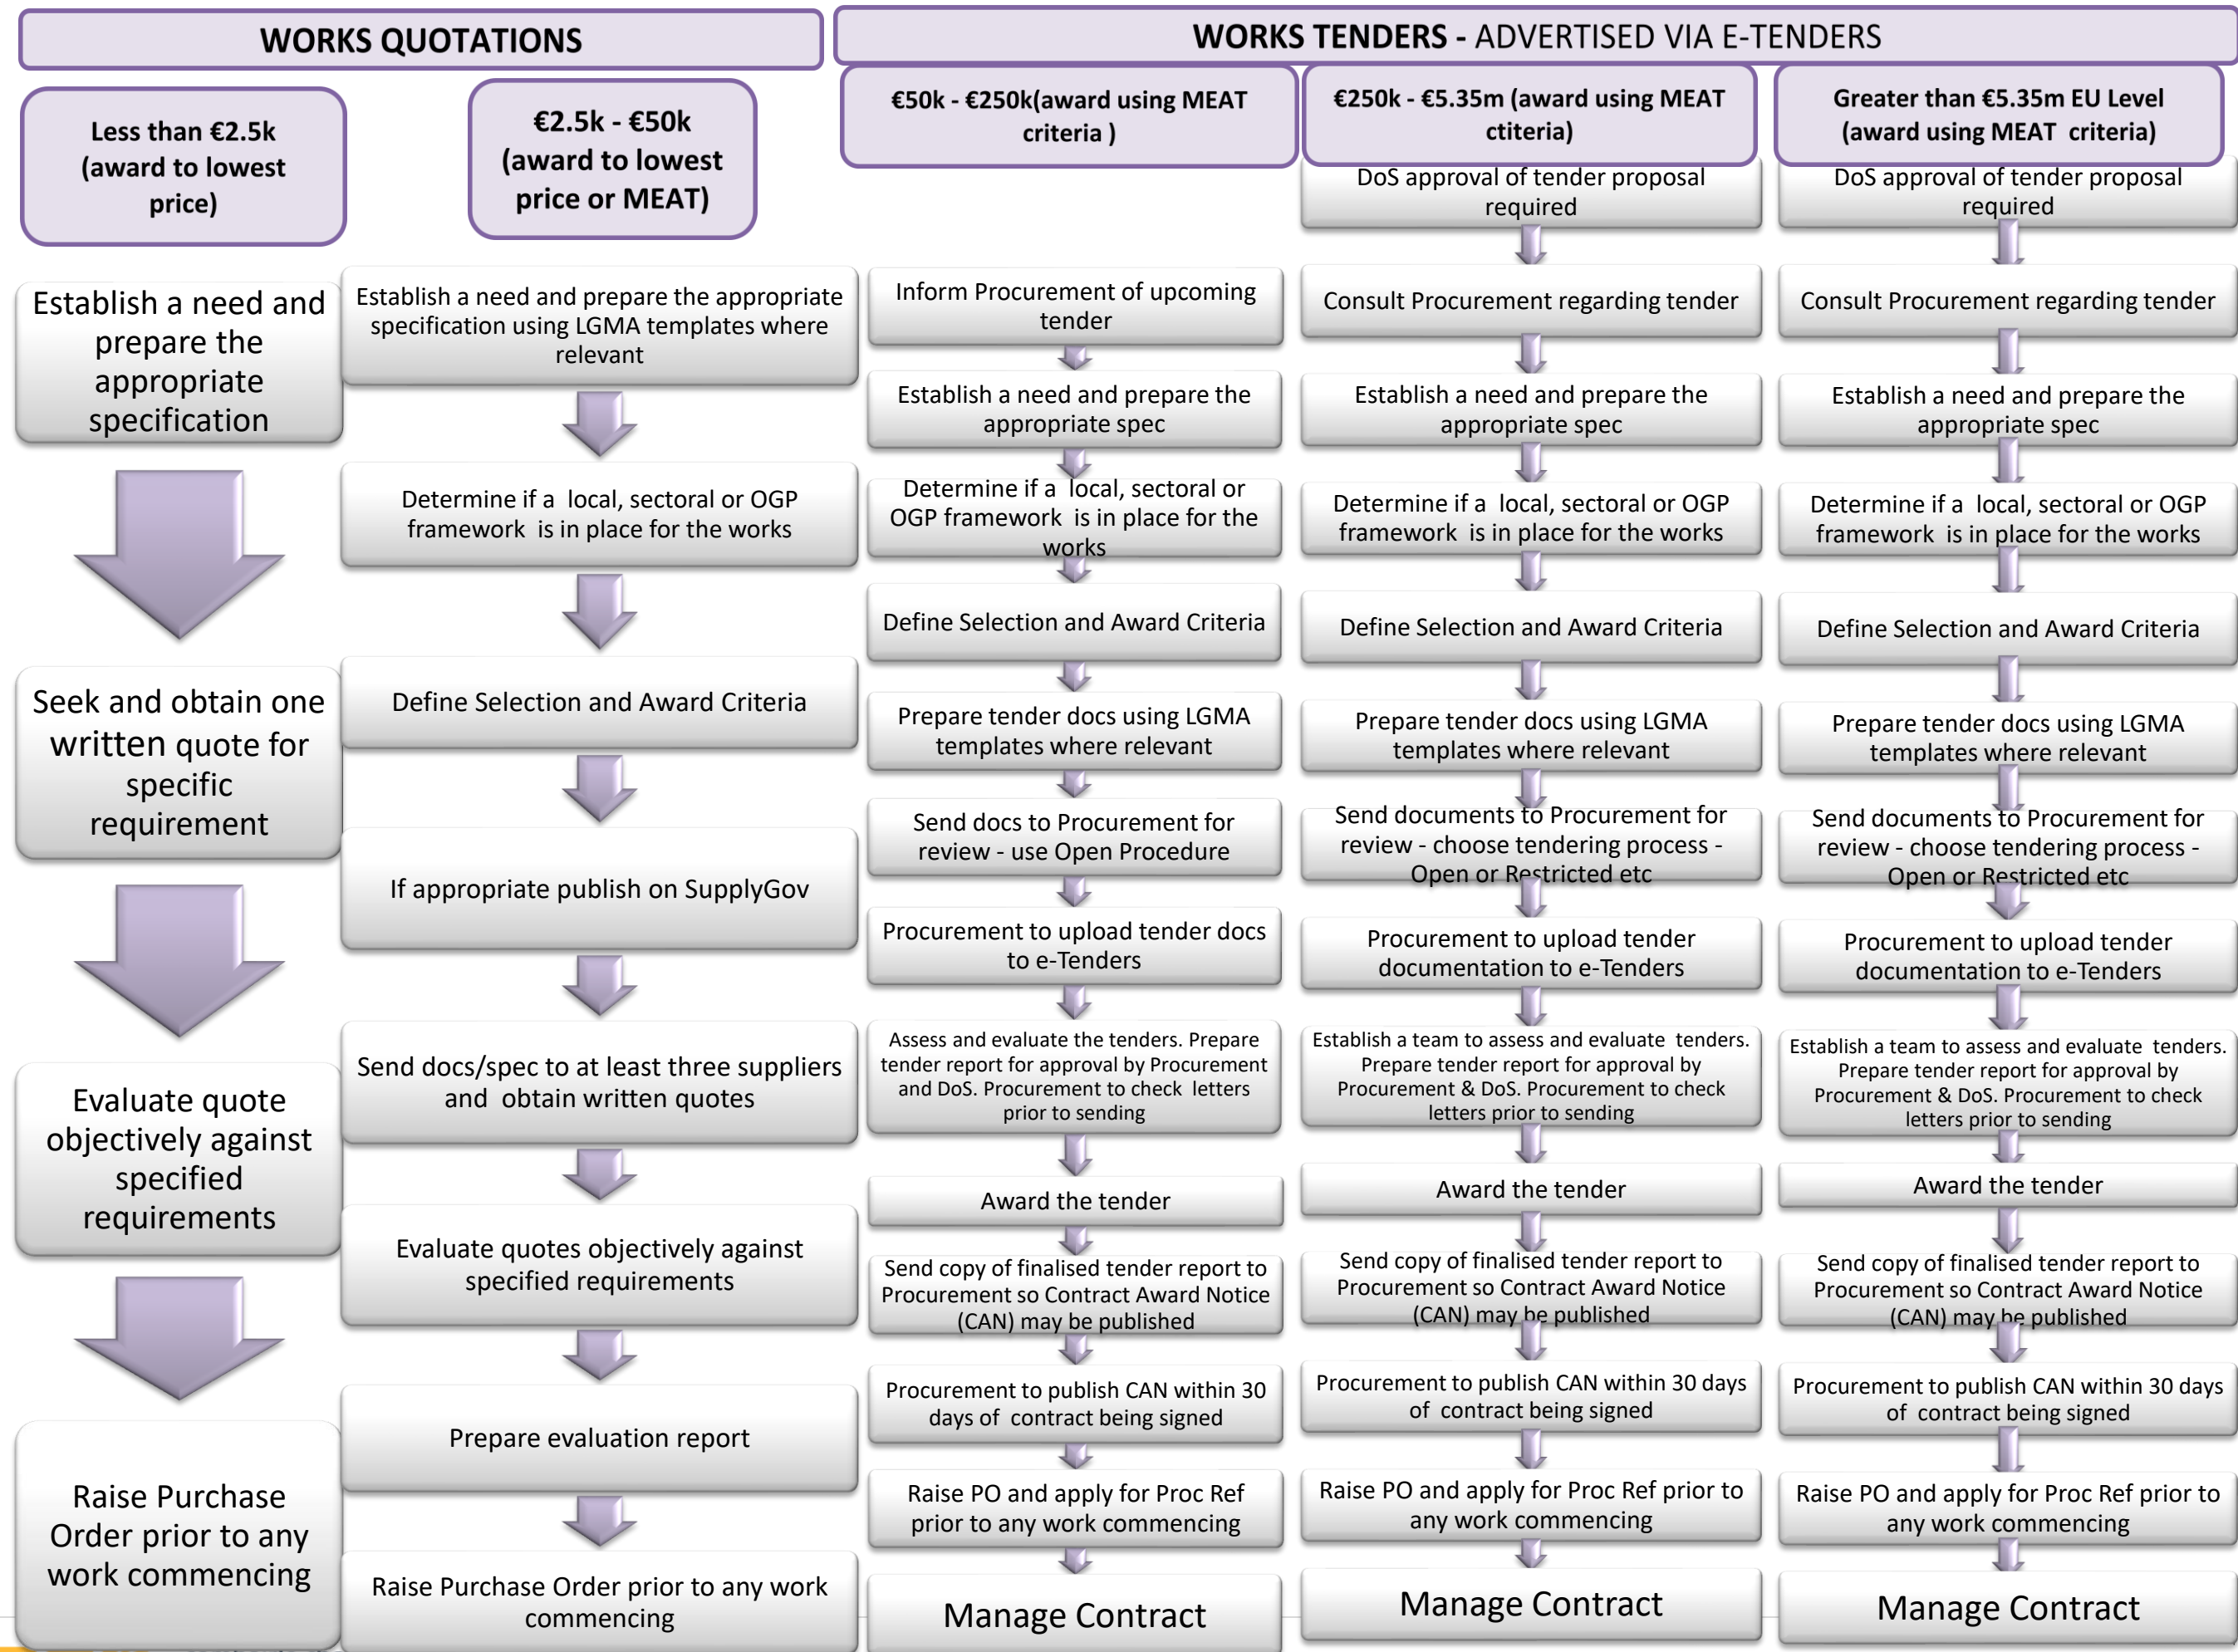 WORKS QUOTATIONS
Less than €2.5k
(award to lowest
price)
€2.5k - €50k
(award to lowest
price or MEAT)
Establish a need and
prepare the
appropriate
specification
Seek and obtain one
written quote for
specific
requirement
Evaluate quote
objectively against
specified
requirements
Raise Purchase
Order prior to any
work commencing
Establish a need and prepare the appropriate
specification using LGMA templates where
relevant
Determine if a local, sectoral or OGP
framework is in place for the works
Define Selection and Award Criteria
If appropriate publish on SupplyGov
Send docs/spec to at least three suppliers
and obtain written quotes
Evaluate quotes objectively against
specified requirements
Prepare evaluation report
Raise Purchase Order prior to any work
commencing
WORKS TENDERS - ADVERTISED VIA E-TENDERS
€50k - €250k(award using MEAT
criteria )
Inform Procurement of upcoming
tender
Establish a need and prepare the
appropriate spec
Determine if a local, sectoral or
OGP framework is in place for the
works
Define Selection and Award Criteria
Prepare tender docs using LGMA
templates where relevant
Send docs to Procurement for
review - use Open Procedure
Procurement to upload tender docs
to e-Tenders
Assess and evaluate the tenders. Prepare
tender report for approval by Procurement
and DoS. Procurement to check letters
prior to sending
Award the tender
Send copy of finalised tender report to
Procurement so Contract Award Notice
(CAN) may be published
Procurement to publish CAN within 30
days of contract being signed
Raise PO and apply for Proc Ref
prior to any work commencing
Manage Contract
€250k - €5.35m (award using MEAT
ctiteria)
DoS approval of tender proposal
required
Consult Procurement regarding tender
Establish a need and prepare the
appropriate spec
Determine if a local, sectoral or OGP
framework is in place for the works
Define Selection and Award Criteria
Prepare tender docs using LGMA
templates where relevant
Send documents to Procurement for
review - choose tendering process -
Open or Restricted etc
Procurement to upload tender
documentation to e-Tenders
Establish a team to assess and evaluate tenders.
Prepare tender report for approval by
Procurement & DoS. Procurement to check
letters prior to sending
Award the tender
Send copy of finalised tender report to
Procurement so Contract Award Notice
(CAN) may be published
Procurement to publish CAN within 30 days
of contract being signed
Raise PO and apply for Proc Ref prior to
any work commencing
Manage Contract
Greater than €5.35m EU Level
(award using MEAT criteria)
DoS approval of tender proposal
required
Consult Procurement regarding tender
Establish a need and prepare the
appropriate spec
Determine if a local, sectoral or OGP
framework is in place for the works
Define Selection and Award Criteria
Prepare tender docs using LGMA
templates where relevant
Send documents to Procurement for
review - choose tendering process -
Open or Restricted etc
Procurement to upload tender
documentation to e-Tenders
Establish a team to assess and evaluate tenders.
Prepare tender report for approval by
Procurement & DoS. Procurement to check
letters prior to sending
Award the tender
Send copy of finalised tender report to
Procurement so Contract Award Notice
(CAN) may be published
Procurement to publish CAN within 30 days
of contract being signed
Raise PO and apply for Proc Ref prior to
any work commencing
Manage Contract